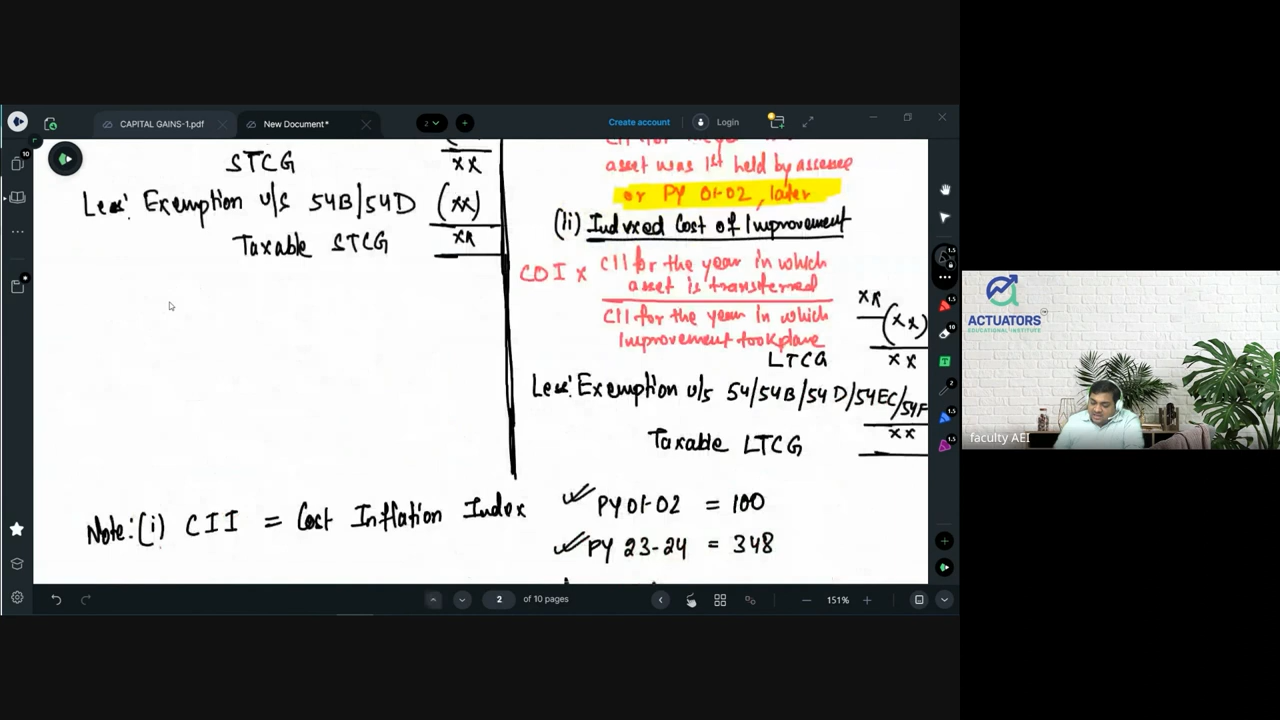 CAPITAL GAINS-1.pdf
New Document*
2
Create account
Login
STCG
xx
Less: Exemption u/s 54B/54D (xx)
Taxable STCG xx
asset was 1st held by assessee
or PY 01-02, later
(ii) Indexed Cost of Improvement
COI x CII for the year in which
asset is transferred
CII for the year in which
improvement took place
xx
(xx)
LTCG xx
Less: Exemption u/s 54/54B/54D/54EC/54F
Taxable LTCG xx
Note: (i) CII = Cost Inflation Index
PY 01-02 = 100
PY 23-24 = 348
2 of 10 pages
151%
ACTUATORS
EDUCATIONAL INSTITUTE
faculty AEI